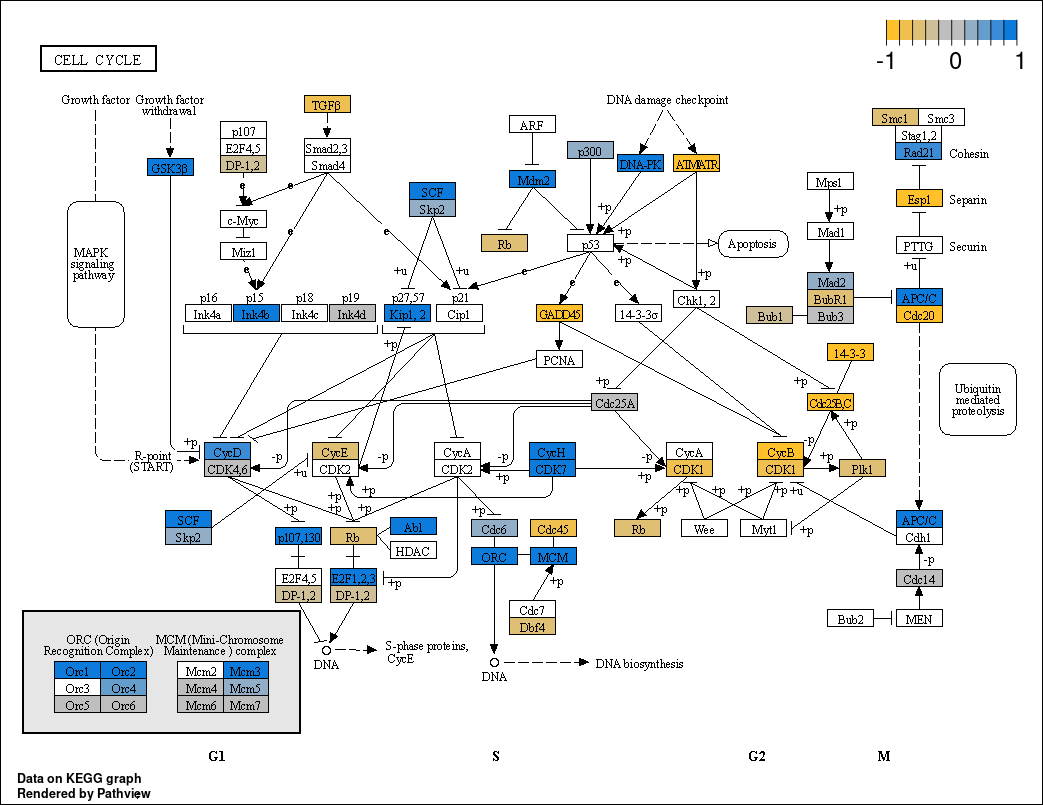 CELL CYCLE
-1 0 1
Growth factor
Growth factor
withdrawal
TGFβ
DNA damage checkpoint
GSK3β
p107
E2F4,5
DP-1,2
Smad2,3
Smad4
ARF
p300
DNA-PK
ATMATR
Smc1
Smc3
Stag1,2
Rad21
Cohesin
Mdm2
SCF
Skp2
Mps1
Esp1
Separin
MAPK
signaling
pathway
e
c-Myc
Miz1
e
e
e
e
e
Rb
p53
+p
+p
Apoptosis
+p
Mad1
PTTG
Securin
+u
+u
+u
+p
Mad2
BubR1
Bub3
Bub1
APC/C
Cdc20
p16
Ink4a
p15
Ink4b
p18
Ink4c
p19
Ink4d
p27,57
Kip1, 2
p21
Cip1
GADD45
14-3-3σ
Chk1, 2
+p
PCNA
14-3-3
Ubiquitin
mediated
proteolysis
Cdc25A
+p
+p
Cdc25B,C
R-point
(START)
+p
CycD
CDK4,6
-p
+u
CycE
CDK2
-p
CycA
CDK2
-p
+p
CycH
CDK7
-p
+p
CycA
CDK1
CycB
CDK1
-p
+p
+p
Plk1
SCF
Skp2
+p
+p
+p
+p
+p
+p
+p
+p
+p
+u
+p
p107,130
Rb
Abl
HDAC
Cdc6
Cdc45
ORC
MCM
Rb
Wee
Myt1
APC/C
Cdh1
-p
Cdc14
E2F4,5
DP-1,2
E2F1,2,3
DP-1,2
+p
+p
Cdc7
Dbf4
Bub2
MEN
DNA
S-phase proteins,
CycE
DNA
DNA biosynthesis
ORC (Origin
Recognition Complex)
MCM (Mini-Chromosome
Maintenance ) complex
Orc1 Orc2 Mcm2 Mcm3
Orc3 Orc4 Mcm4 Mcm5
Orc5 Orc6 Mcm6 Mcm7
G1 S G2 M
Data on KEGG graph
Rendered by Pathview